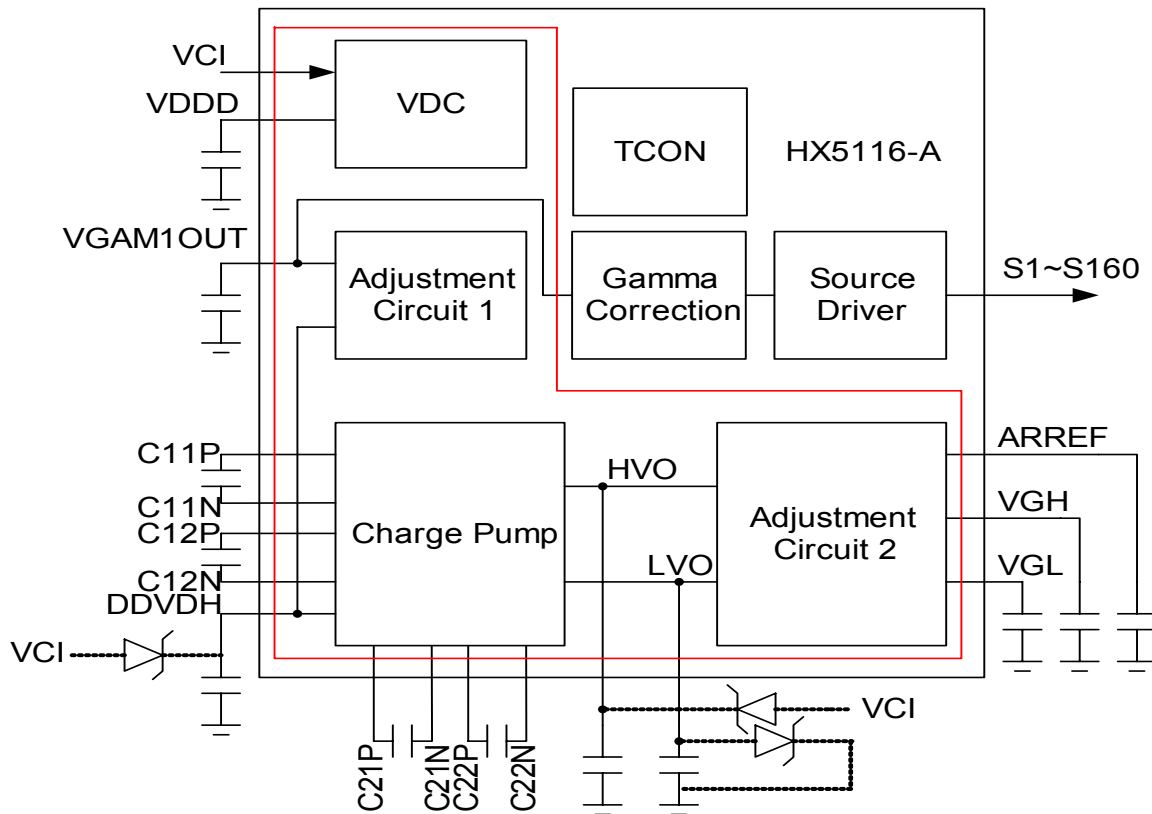 VCI
VDDD
VDC
TCON
HX5116-A
VGAM1OUT
Adjustment
Circuit 1
Gamma
Correction
Source
Driver
S1~S160
C11P
C11N
C12P
C12N
DDVDH
VCI
Charge Pump
HVO
LVO
Adjustment
Circuit 2
ARREF
VGH
VGL
C21P
C21N
C22P
C22N
VCI